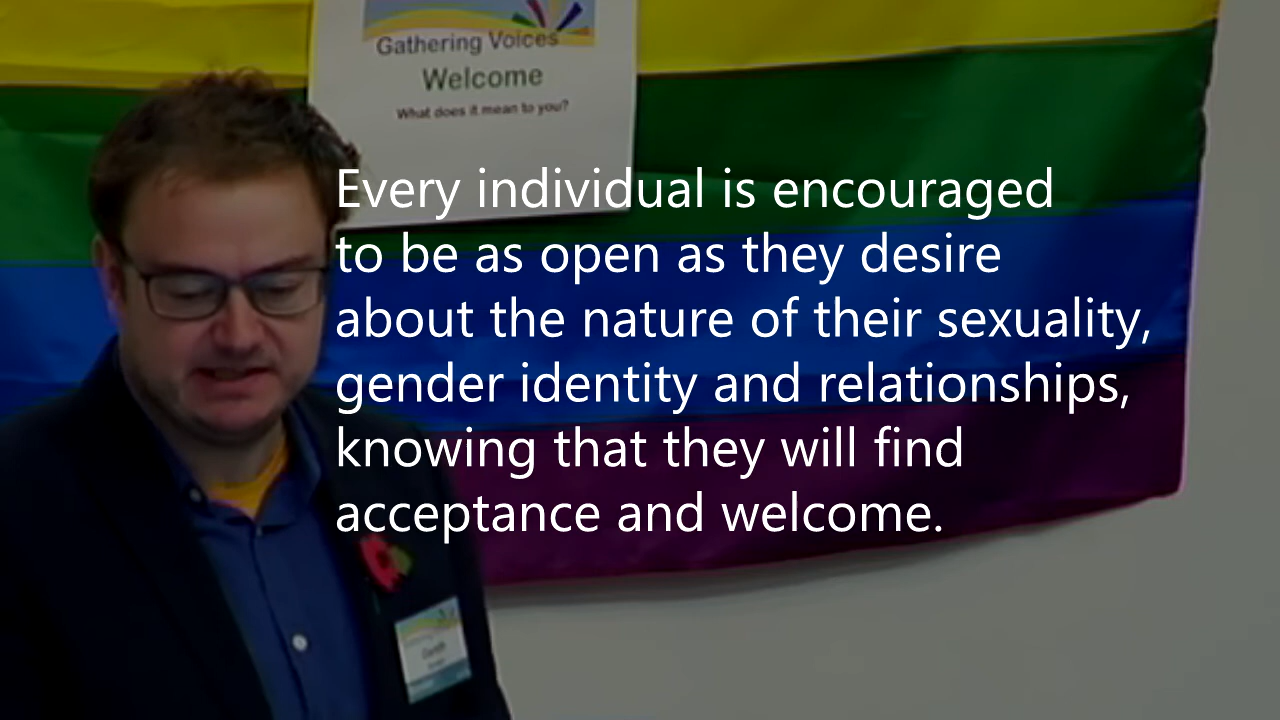 Gathering Voices
Welcome
What does it mean to you?
Every individual is encouraged
to be as open as they desire
about the nature of their sexuality,
gender identity and relationships,
knowing that they will find
acceptance and welcome.